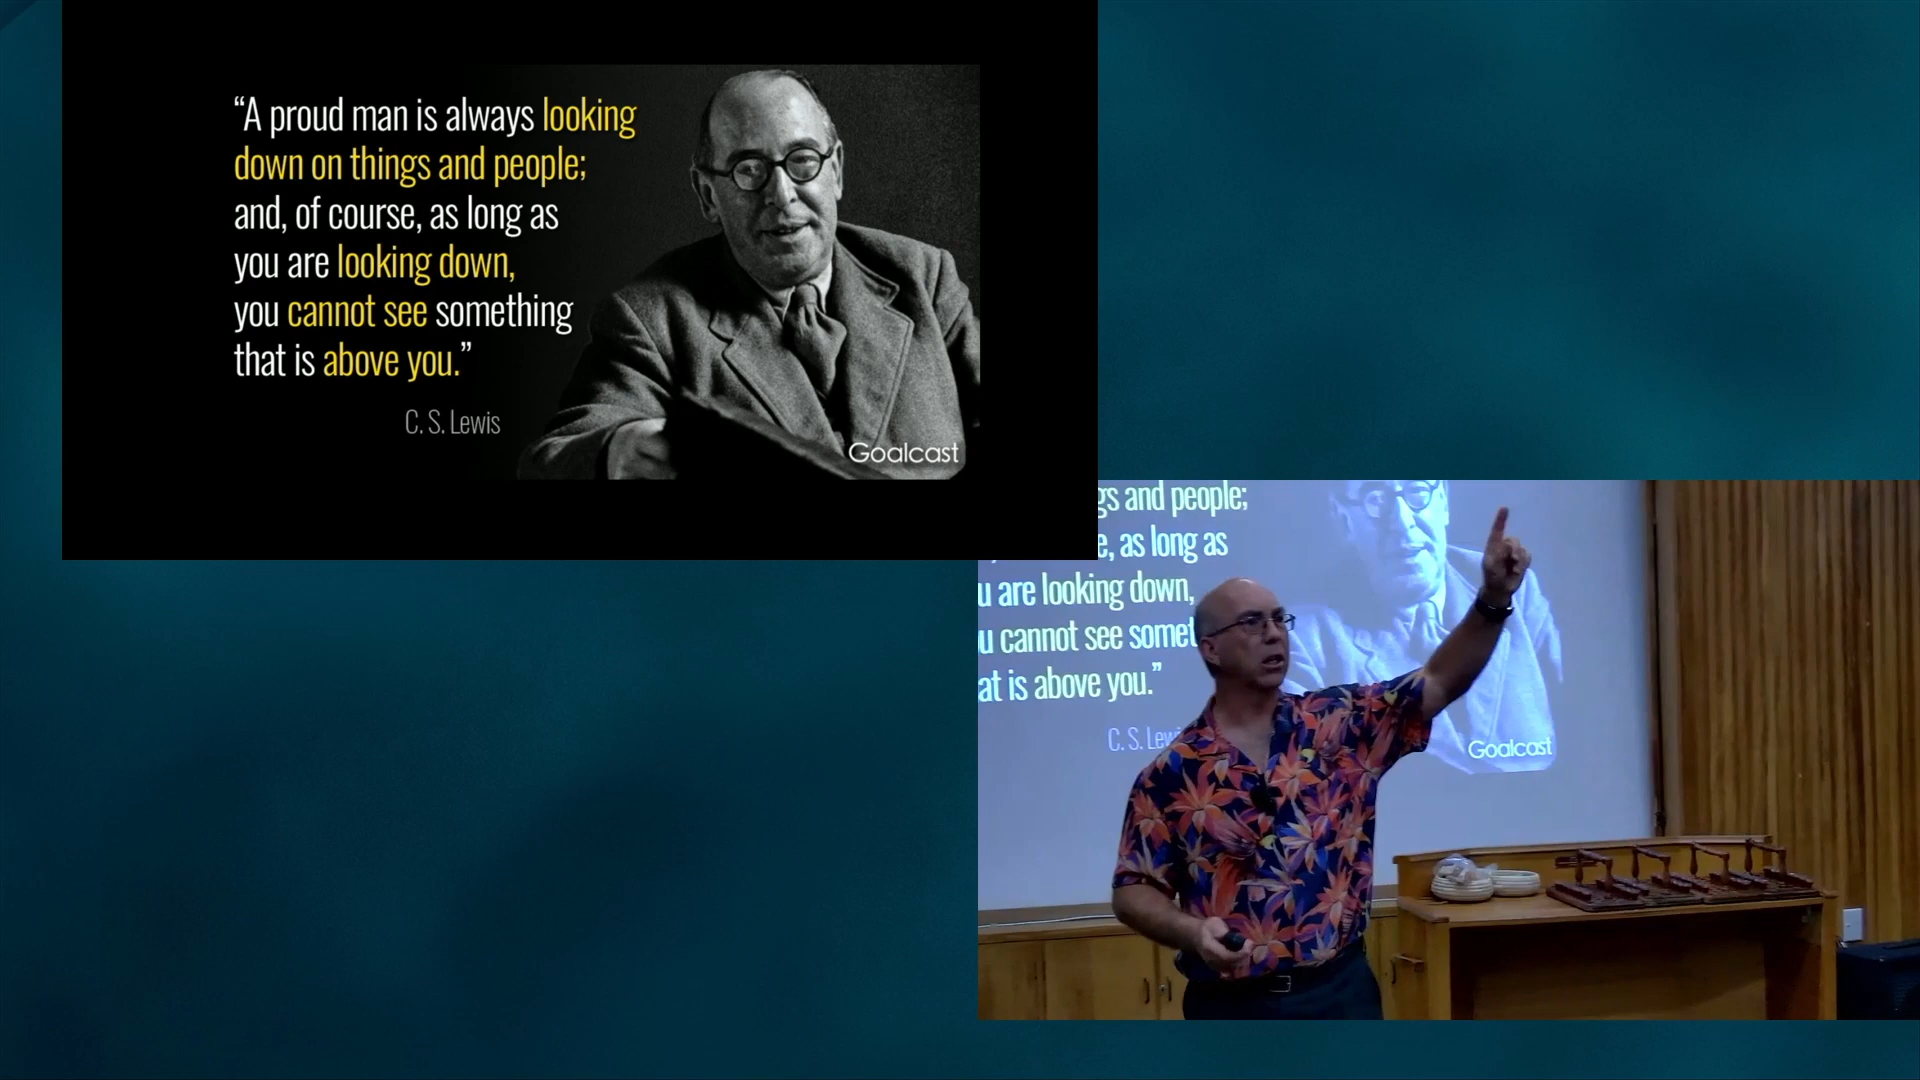 “A proud man is always looking
down on things and people;
and, of course, as long as
you are looking down,
you cannot see something
that is above you.”
C. S. Lewis
Goalcast
gs and people;
e, as long as
u are looking down,
u cannot see somet
at is above you.”
C. S. Lewi
Goalcast